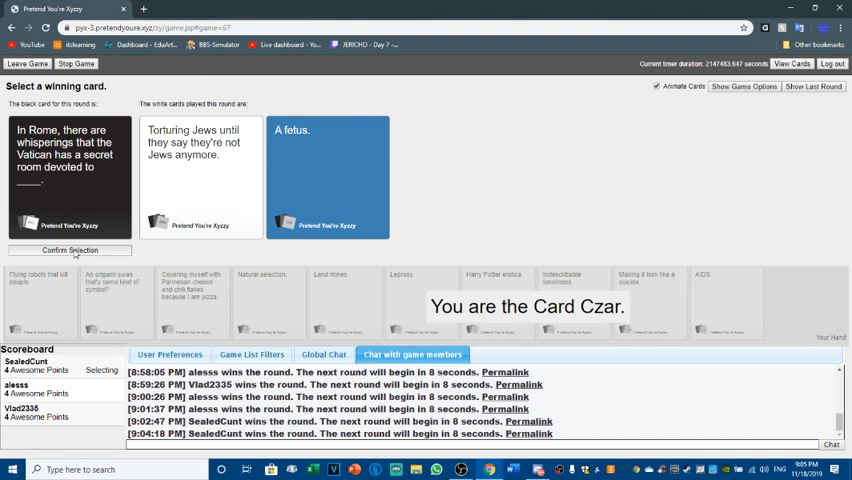 Pretend You're Xyzzy
pyx-3.pretendyoure.xyz/zy/game.jsp#game=67
YouTube
itslearning
Dashboard - EduArt...
BBS-Simulator
Live dashboard - Yo...
JERICHO - Day 7 -...
Other bookmarks
Leave Game
Stop Game
Current timer duration: 2147483.647 seconds
View Cards
Log out
Select a winning card.
Animate Cards
Show Game Options
Show Last Round
The black card for this round is:
The white cards played this round are:
In Rome, there are
whisperings that the
Vatican has a secret
room devoted to
____.
Pretend You're Xyzzy
Torturing Jews until
they say they're not
Jews anymore.
Pretend You're Xyzzy
A fetus.
Pretend You're Xyzzy
Confirm Selection
Flying robots that kill
people.
An origami swan
that's some kind of
symbol?
Covering myself with
Parmesan cheese
and chili flakes
because I am pizza.
Natural selection.
Land mines.
Leprosy.
Harry Potter erotica.
Indescribable
loneliness.
Making it look like a
suicide.
AIDS.
You are the Card Czar.
Your Hand
Scoreboard
SealedCunt
4 Awesome Points
Selecting
alesss
4 Awesome Points
Vlad2335
4 Awesome Points
User Preferences
Game List Filters
Global Chat
Chat with game members
[8:58:05 PM] alesss wins the round. The next round will begin in 8 seconds. Permalink
[8:59:26 PM] Vlad2335 wins the round. The next round will begin in 8 seconds. Permalink
[9:00:26 PM] alesss wins the round. The next round will begin in 8 seconds. Permalink
[9:01:37 PM] alesss wins the round. The next round will begin in 8 seconds. Permalink
[9:02:47 PM] SealedCunt wins the round. The next round will begin in 8 seconds. Permalink
[9:04:18 PM] SealedCunt wins the round. The next round will begin in 8 seconds. Permalink
Chat
Type here to search
ENG
9:05 PM
11/18/2019